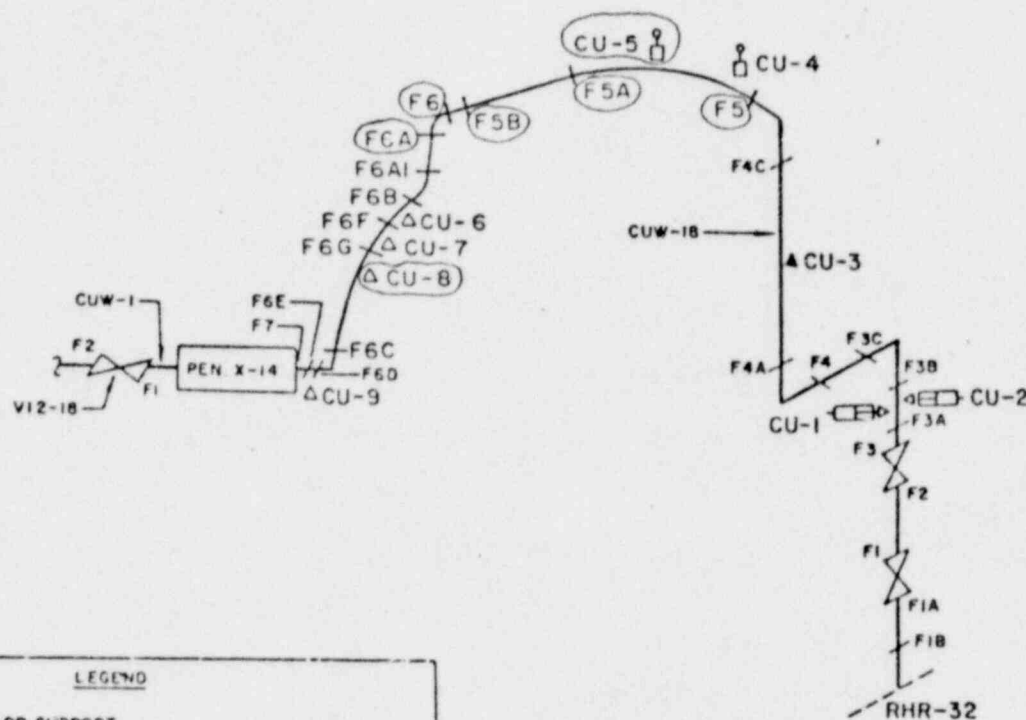 CU-5
CU-4
F5A
F5
F6
F5B
F6A
F6A1
F4C
F6B
F6F
CU-6
CUW-18
F6G
CU-7
CU-3
CU-8
CUW-1
F6E
F7
F2
F6C
F4A
F3C
F4
F3B
PEN. X-14
F6D
F1
V12-18
CU-9
CU-1
CU-2
F3A
F3
F2
F1
F1A
F1B
RHR-32
LEGEND
OR SUPPORT